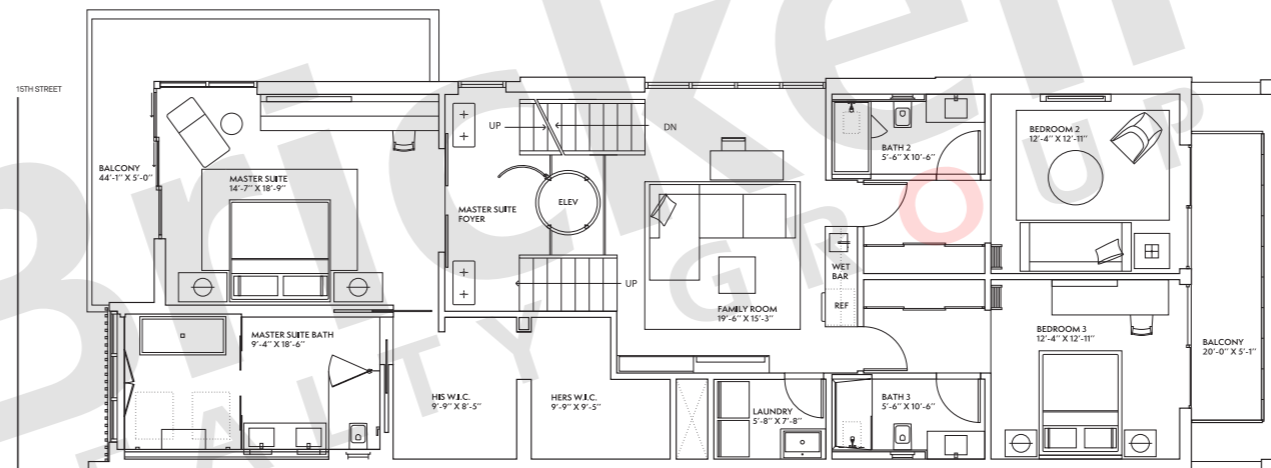 15TH STREET
BALCONY
44'-1" X 5'-0"
MASTER SUITE
14'-7" X 18'-9"
MASTER SUITE
FOYER
UP
DN
ELEV
UP
FAMILY ROOM
19'-6" X 15'-3"
WET
BAR
REF
BATH 2
5'-6" X 10'-6"
BEDROOM 2
12'-4" X 12'-11"
BEDROOM 3
12'-4" X 12'-11"
BALCONY
20'-0" X 5'-1"
MASTER SUITE BATH
9'-4" X 18'-6"
HIS W.I.C.
9'-9" X 8'-5"
HERS W.I.C.
9'-9" X 9'-5"
LAUNDRY
5'-8" X 7'-8"
BATH 3
5'-6" X 10'-6"
Brickell
REALTY GROUP